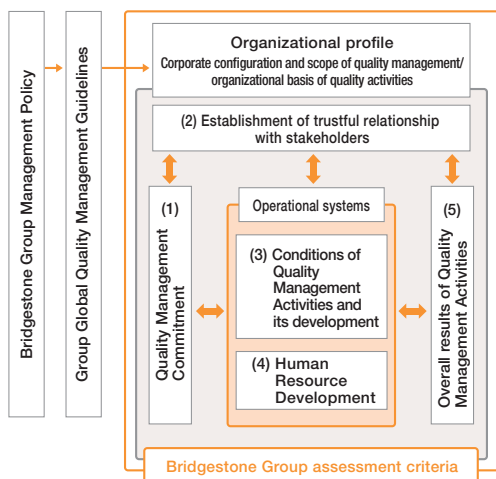 Bridgestone Group Management Policy
Group Global Quality Management Guidelines
Organizational profile
Corporate configuration and scope of quality management/
organizational basis of quality activities
(2) Establishment of trustful relationship
with stakeholders
(1)
Quality Management
Commitment
Operational systems
(3) Conditions of
Quality
Management
Activities and
its development
(4) Human
Resource
Development
(5)
Overall results of Quality
Management Activities
Bridgestone Group assessment criteria